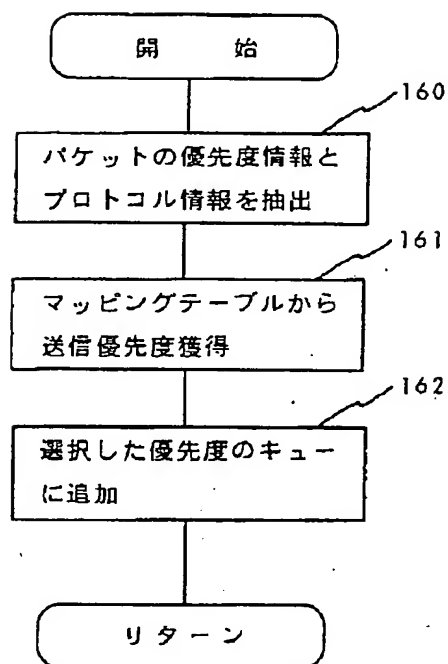 開 始
160
パケットの優先度情報と
プロトコル情報を抽出
161
マッピングテーブルから
送信優先度獲得
162
選択した優先度のキュー
に追加
リターン